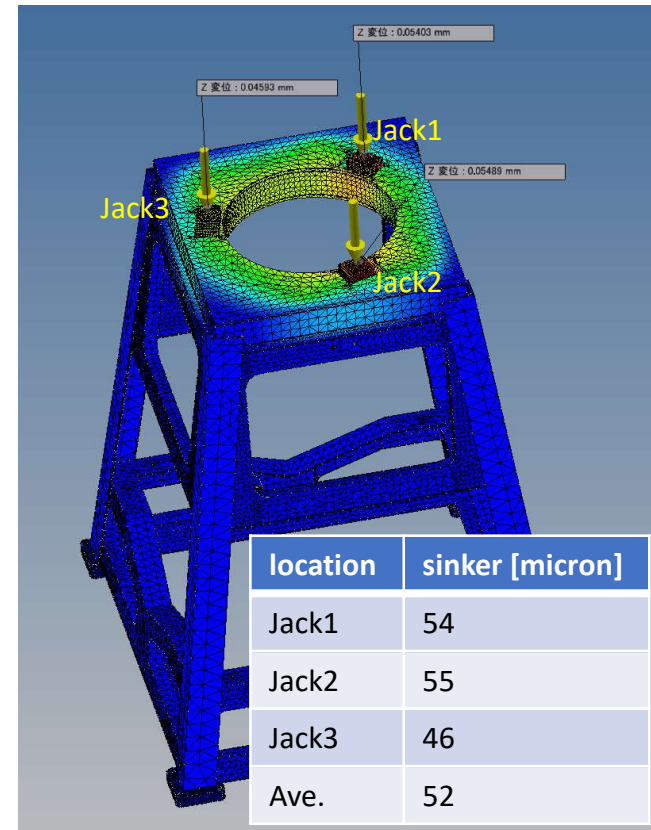 Z 変位 : 0.05403 mm
Z 変位 : 0.04593 mm
Jack1
Z 変位 : 0.05489 mm
Jack3
Jack2
location sinker [micron]
Jack1 54
Jack2 55
Jack3 46
Ave. 52